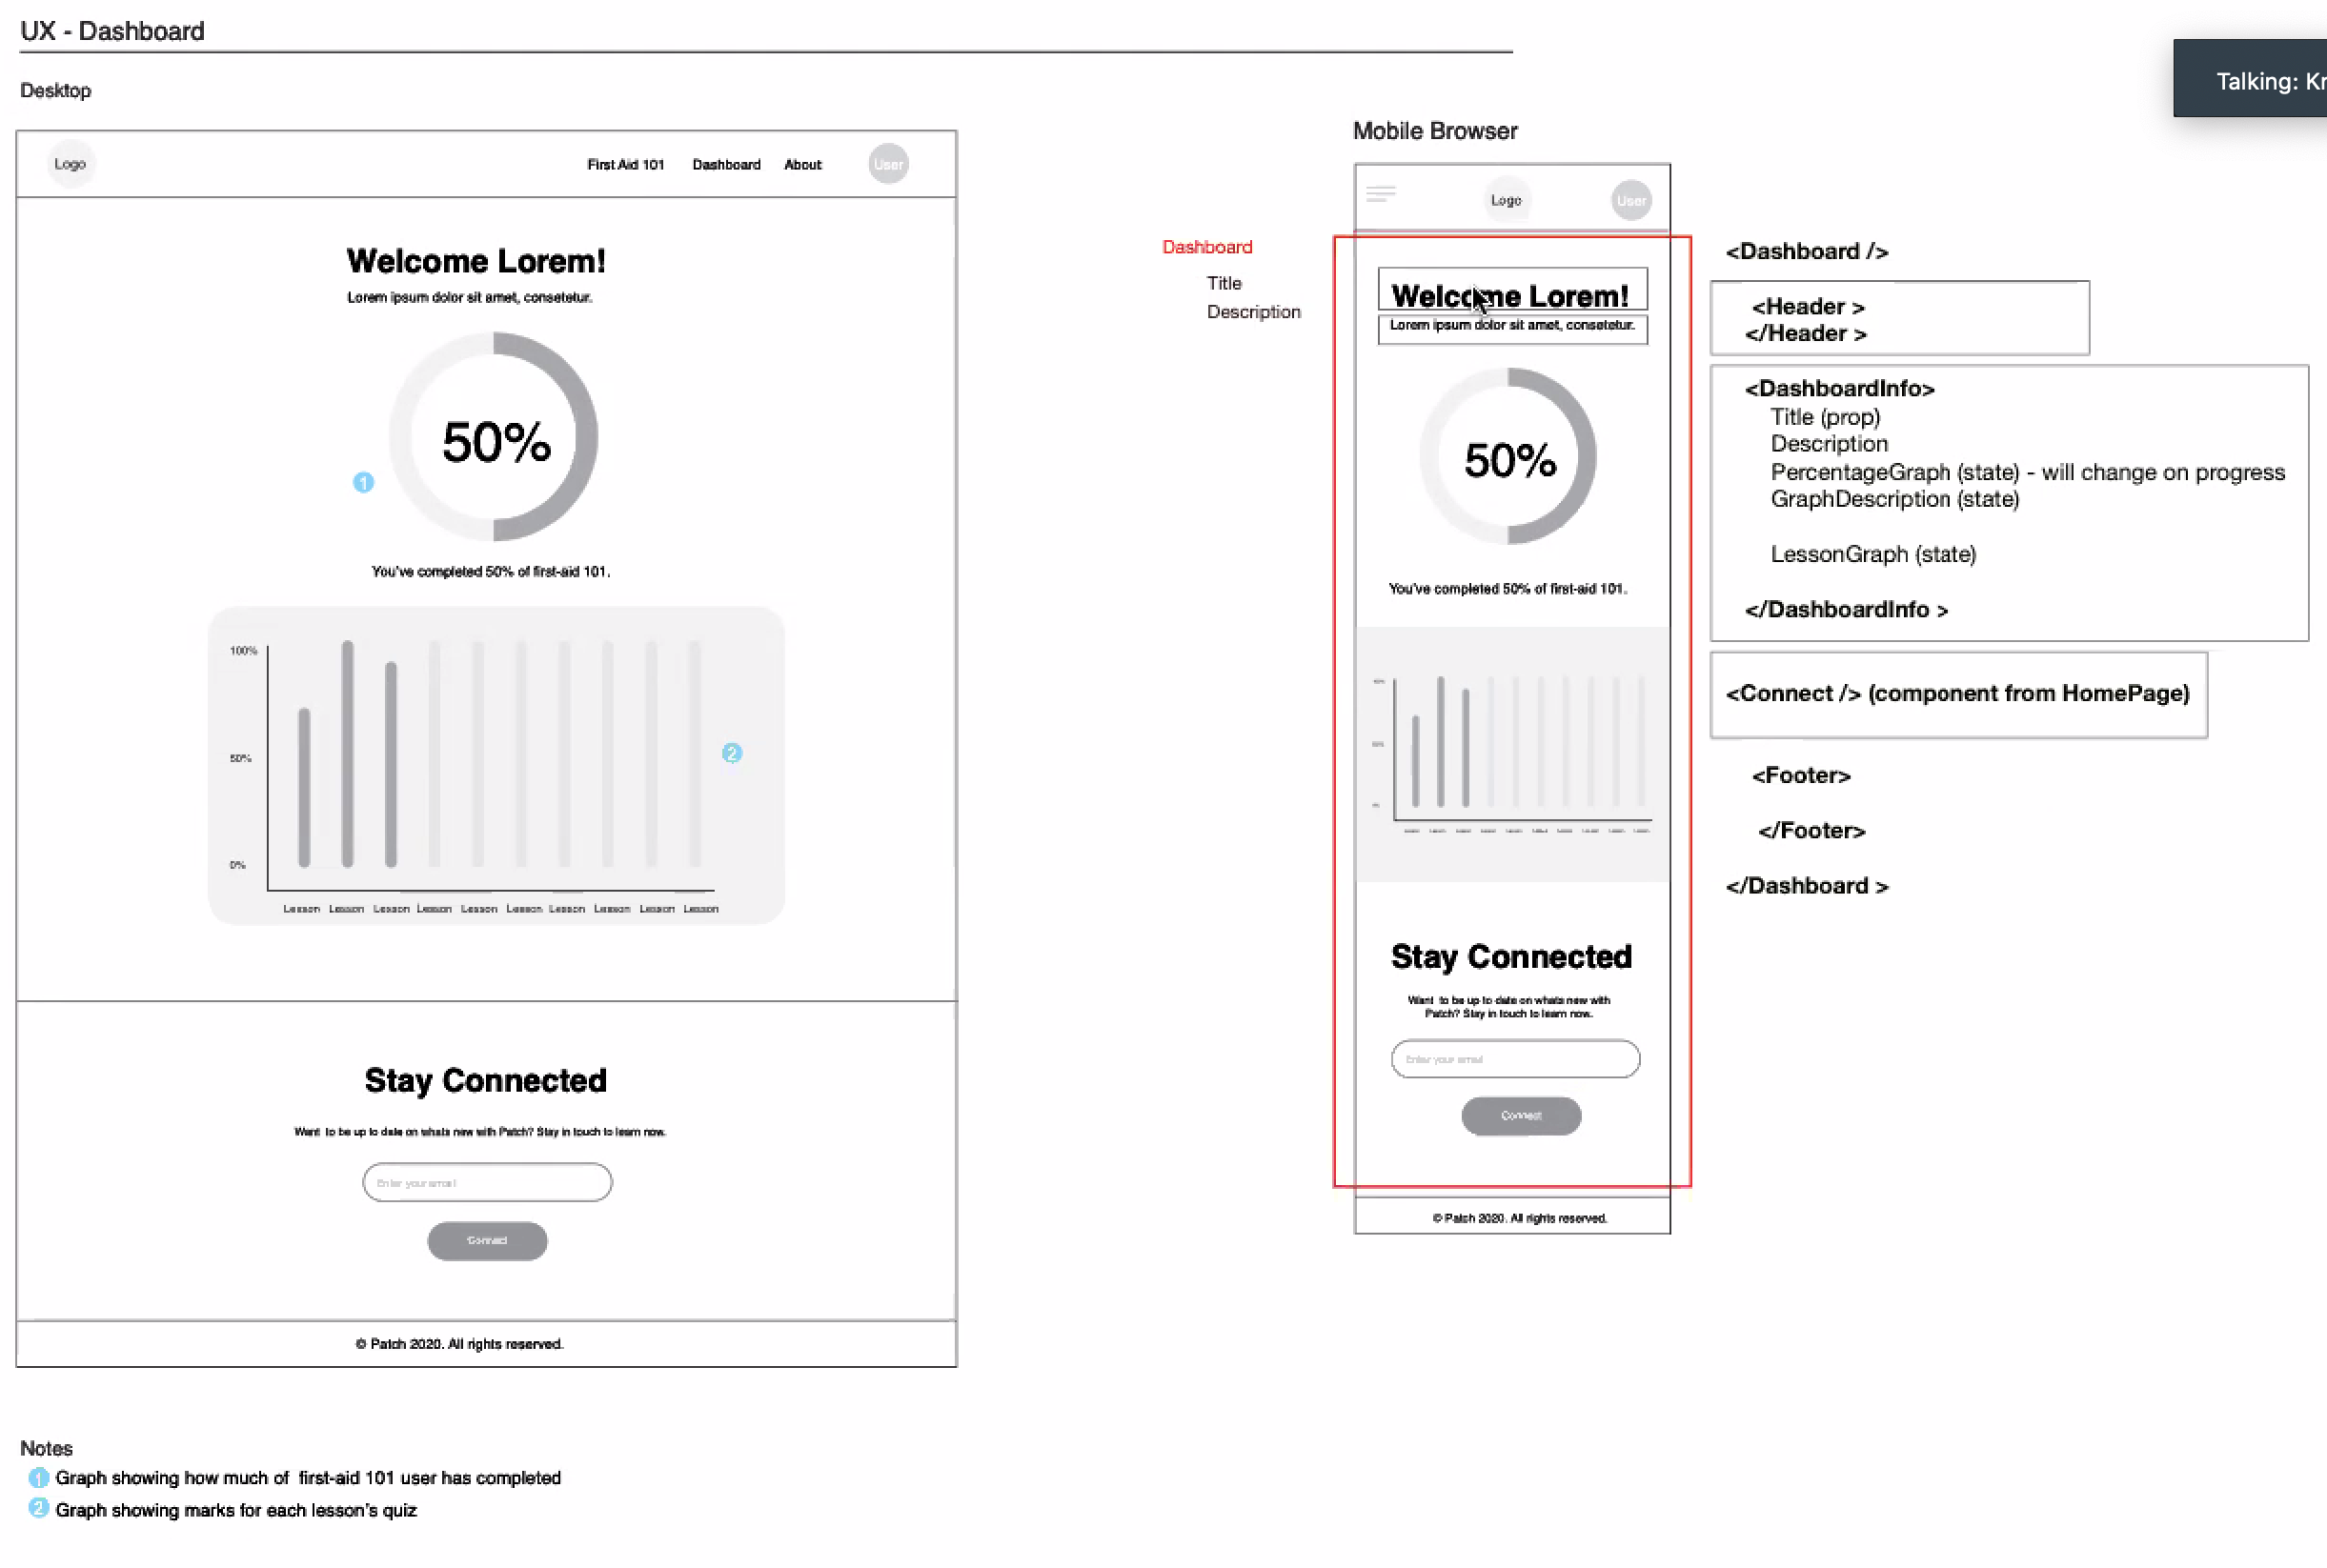 UX - Dashboard
Talking: Kr
Desktop
Logo
First Aid 101
Dashboard
About
User
Welcome Lorem!
Lorem ipsum dolor sit amet, consetetur.
50%
1
You've completed 50% of first-aid 101.
100%
50%
0%
2
Lesson Lesson Lesson Lesson Lesson Lesson Lesson Lesson Lesson Lesson
Stay Connected
Want to be up to date on whats new with Patch? Stay in touch to learn now.
Enter your email
Connect
© Patch 2020. All rights reserved.
Notes
1 Graph showing how much of first-aid 101 user has completed
2 Graph showing marks for each lesson's quiz
Dashboard
Title
Description
Mobile Browser
Logo
User
Welcome Lorem!
Lorem ipsum dolor sit amet, consetetur.
50%
You've completed 50% of first-aid 101.
Stay Connected
Want to be up to date on whats new with
Patch? Stay in touch to learn now.
Enter your email
Connect
© Patch 2020. All rights reserved.
<Dashboard />
<Header >
</Header >
<DashboardInfo>
Title (prop)
Description
PercentageGraph (state) - will change on progress
GraphDescription (state)
LessonGraph (state)
</DashboardInfo >
<Connect /> (component from HomePage)
<Footer>
</Footer>
</Dashboard >